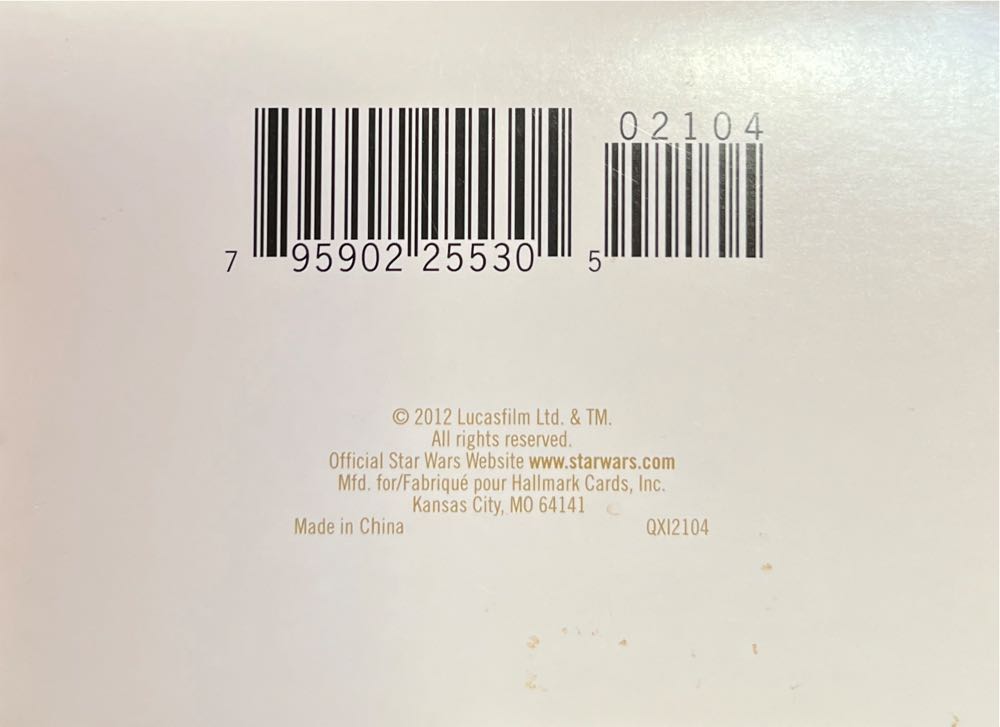 02104
7 95902 25530 5
© 2012 Lucasfilm Ltd. & TM.
All rights reserved.
Official Star Wars Website www.starwars.com
Mfd. for/Fabriqué pour Hallmark Cards, Inc.
Kansas City, MO 64141
Made in China QXI2104